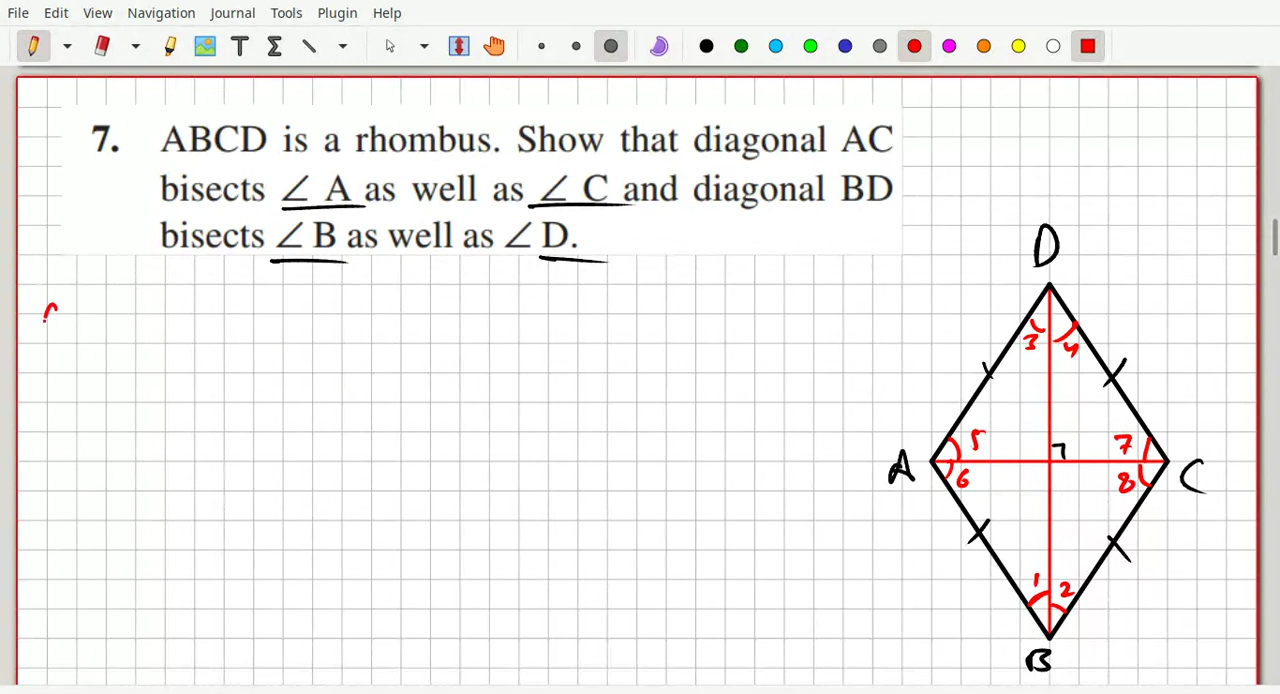 File Edit View Navigation Journal Tools Plugin Help
T Σ
7. ABCD is a rhombus. Show that diagonal AC
bisects ∠ A as well as ∠ C and diagonal BD
bisects ∠ B as well as ∠ D.
D
3 4
A 5 7 C
6 8
1 2
B